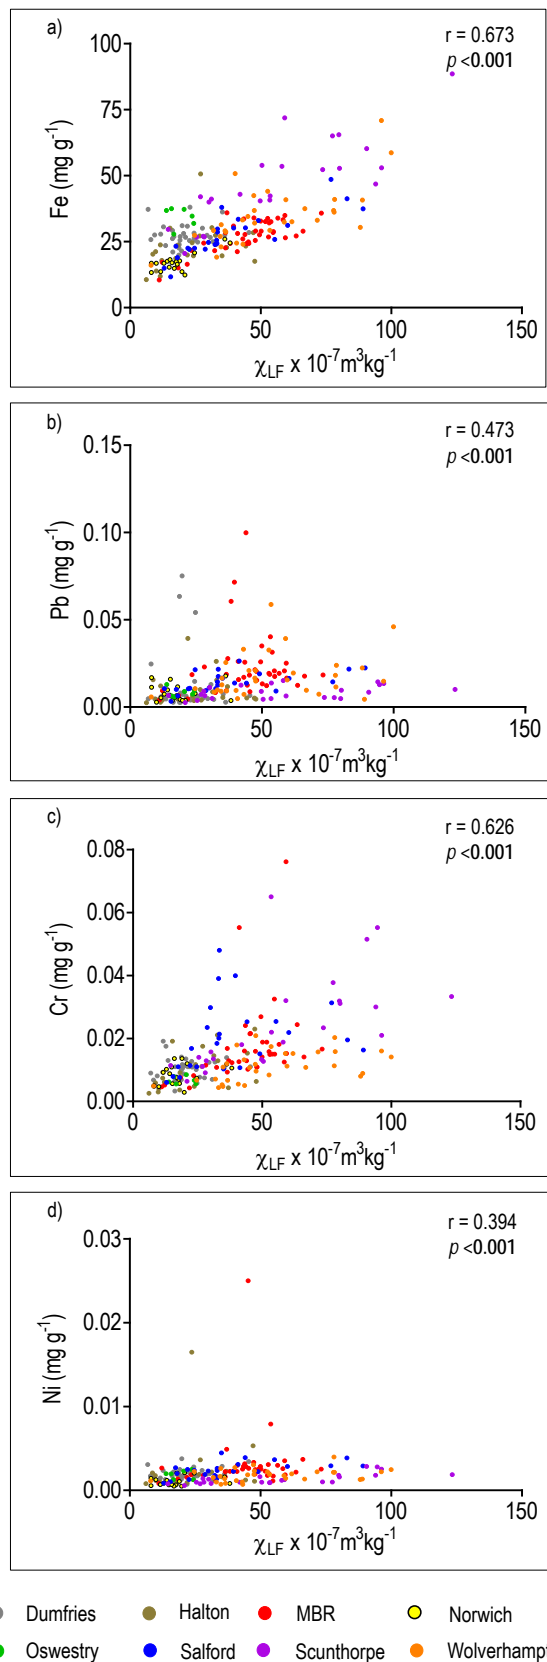 a)
r = 0.673
p <0.001
100
75
50
25
0
0 50 100 150
Fe (mg g⁻¹)
χLF x 10⁻⁷m³kg⁻¹
b)
r = 0.473
p <0.001
0.15
0.10
0.05
0.00
0 50 100 150
Pb (mg g⁻¹)
χLF x 10⁻⁷m³kg⁻¹
c)
r = 0.626
p <0.001
0.08
0.06
0.04
0.02
0.00
0 50 100 150
Cr (mg g⁻¹)
χLF x 10⁻⁷m³kg⁻¹
d)
r = 0.394
p <0.001
0.03
0.02
0.01
0.00
0 50 100 150
Ni (mg g⁻¹)
χLF x 10⁻⁷m³kg⁻¹
Dumfries Halton MBR Norwich
Oswestry Salford Scunthorpe Wolverhampt